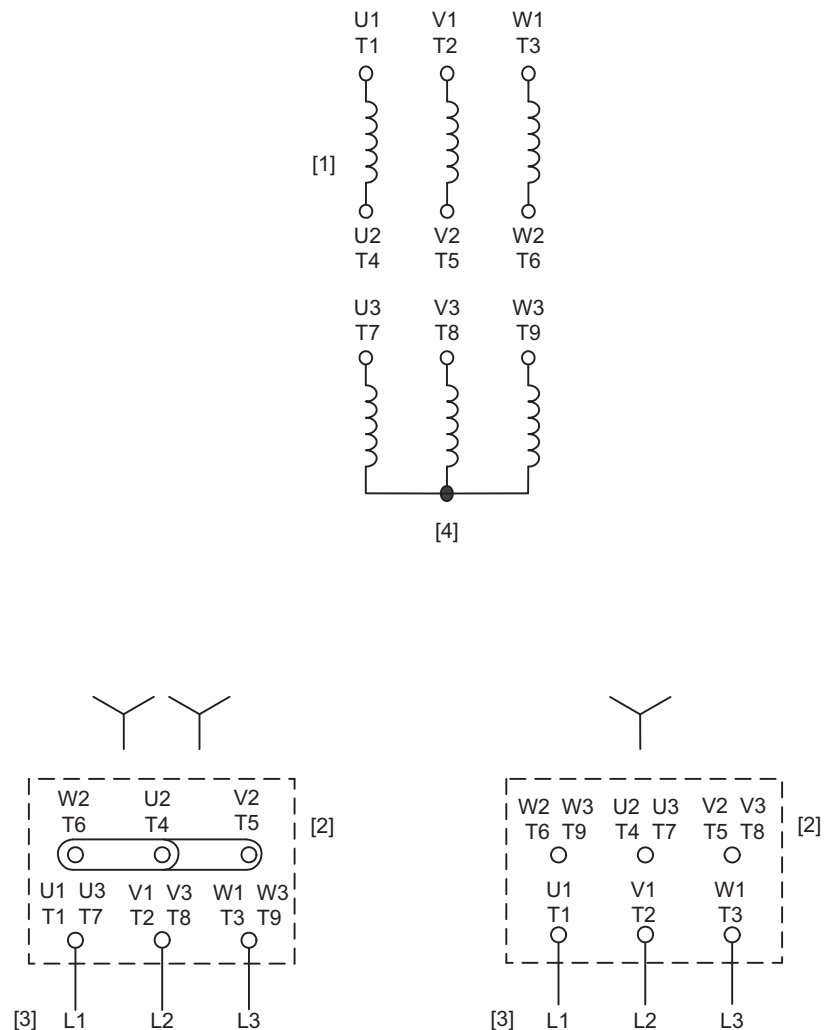 U1 V1 W1
T1 T2 T3
[1]
U2 V2 W2
T4 T5 T6
U3 V3 W3
T7 T8 T9
[4]
W2 U2 V2
T6 T4 T5
[2]
U1 U3 V1 V3 W1 W3
T1 T7 T2 T8 T3 T9
[3] L1 L2 L3
W2 W3 U2 U3 V2 V3
T6 T9 T4 T7 T5 T8
[2]
U1 V1 W1
T1 T2 T3
[3] L1 L2 L3